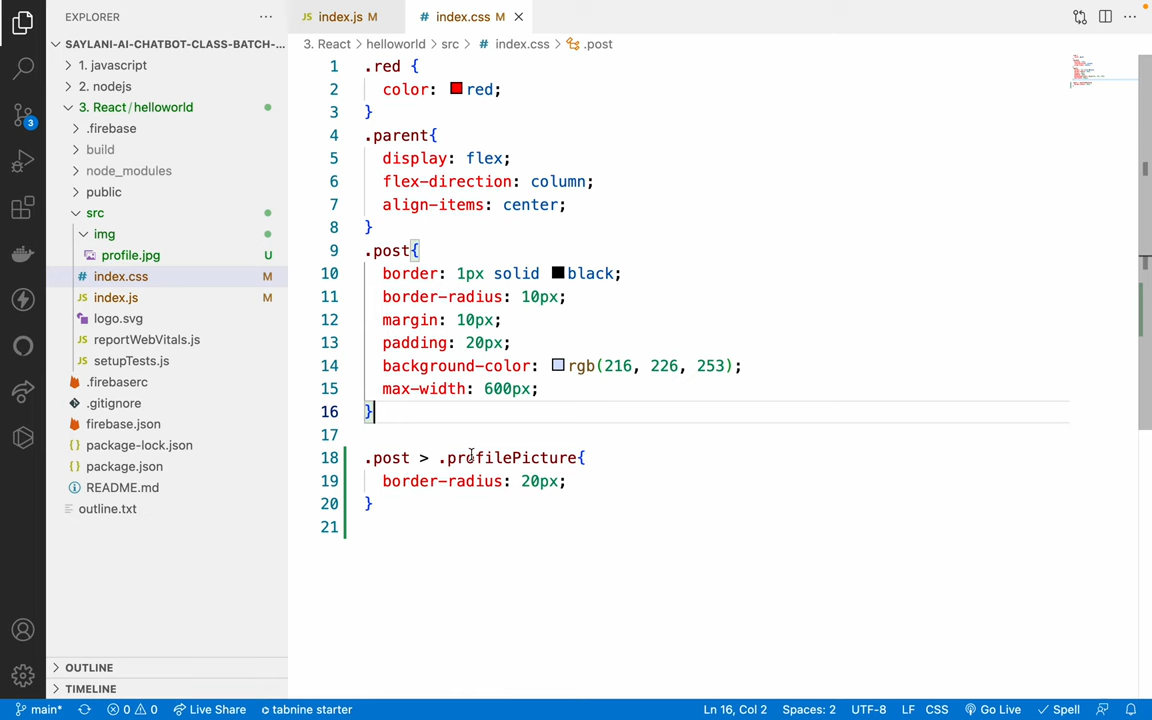 EXPLORER
SAYLANI-AI-CHATBOT-CLASS-BATCH-...
1. javascript
2. nodejs
3. React/helloworld
.firebase
build
node_modules
public
src
img
profile.jpg U
index.css M
index.js M
logo.svg
reportWebVitals.js
setupTests.js
.firebaserc
.gitignore
firebase.json
package-lock.json
package.json
README.md
outline.txt
OUTLINE
TIMELINE
3
JS index.js M
# index.css M
3. React > helloworld > src > # index.css > .post
1 .red {
2 color: red;
3 }
4 .parent{
5 display: flex;
6 flex-direction: column;
7 align-items: center;
8 }
9 .post{
10 border: 1px solid black;
11 border-radius: 10px;
12 margin: 10px;
13 padding: 20px;
14 background-color: rgb(216, 226, 253);
15 max-width: 600px;
16 }
17
18 .post > .profilePicture{
19 border-radius: 20px;
20 }
21
main* 0 0 Live Share tabnine starter Ln 16, Col 2 Spaces: 2 UTF-8 LF CSS Go Live Spell